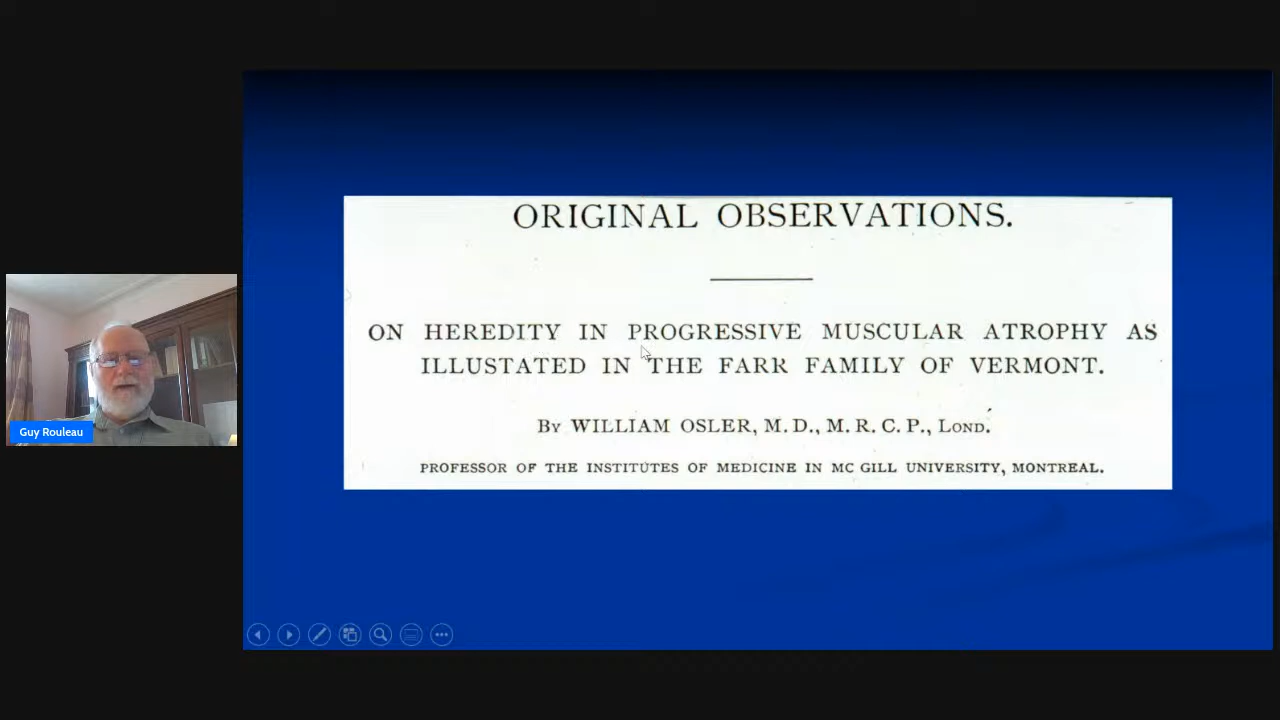 ORIGINAL OBSERVATIONS.
ON HEREDITY IN PROGRESSIVE MUSCULAR ATROPHY AS
ILLUSTATED IN THE FARR FAMILY OF VERMONT.
BY WILLIAM OSLER, M. D., M. R. C. P., LOND.
PROFESSOR OF THE INSTITUTES OF MEDICINE IN MC GILL UNIVERSITY, MONTREAL.
Guy Rouleau